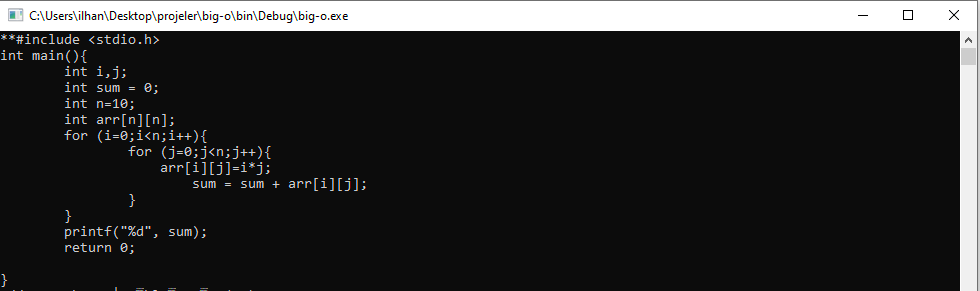 C:\Users\ilhan\Desktop\projeler\big-o\bin\Debug\big-o.exe
**#include <stdio.h>
int main(){
        int i,j;
        int sum = 0;
        int n=10;
        int arr[n][n];
        for (i=0;i<n;i++){
                for (j=0;j<n;j++){
                    arr[i][j]=i*j;
                        sum = sum + arr[i][j];
                }
        }
        printf("%d", sum);
        return 0;

}